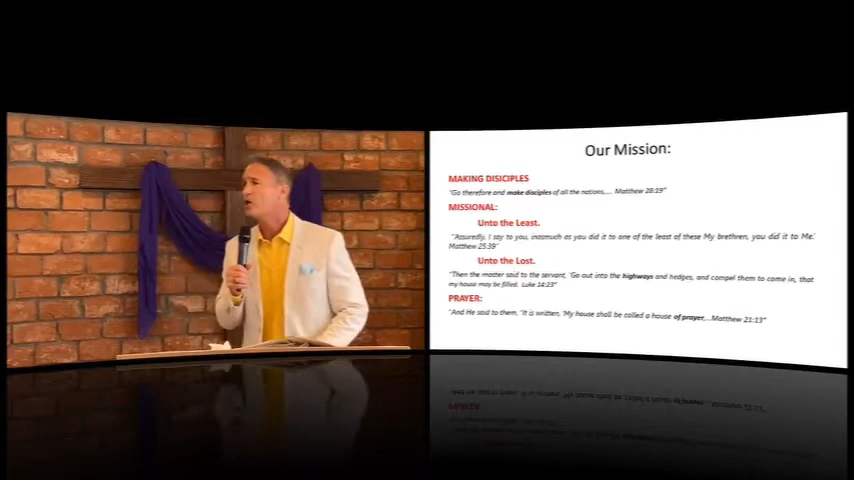 Our Mission:
MAKING DISICIPLES
"Go therefore and make disciples of all the nations,... Matthew 28:19"
MISSIONAL:
Unto the Least.
"Assuredly, I say to you, inasmuch as you did it to one of the least of these My brethren, you did it to Me.'
Matthew 25:39"
Unto the Lost.
"Then the master said to the servant, 'Go out into the highways and hedges, and compel them to come in, that
my house may be filled. Luke 14:23"
PRAYER:
"And He said to them, "It is written, 'My house shall be called a house of prayer,...Matthew 21:13"